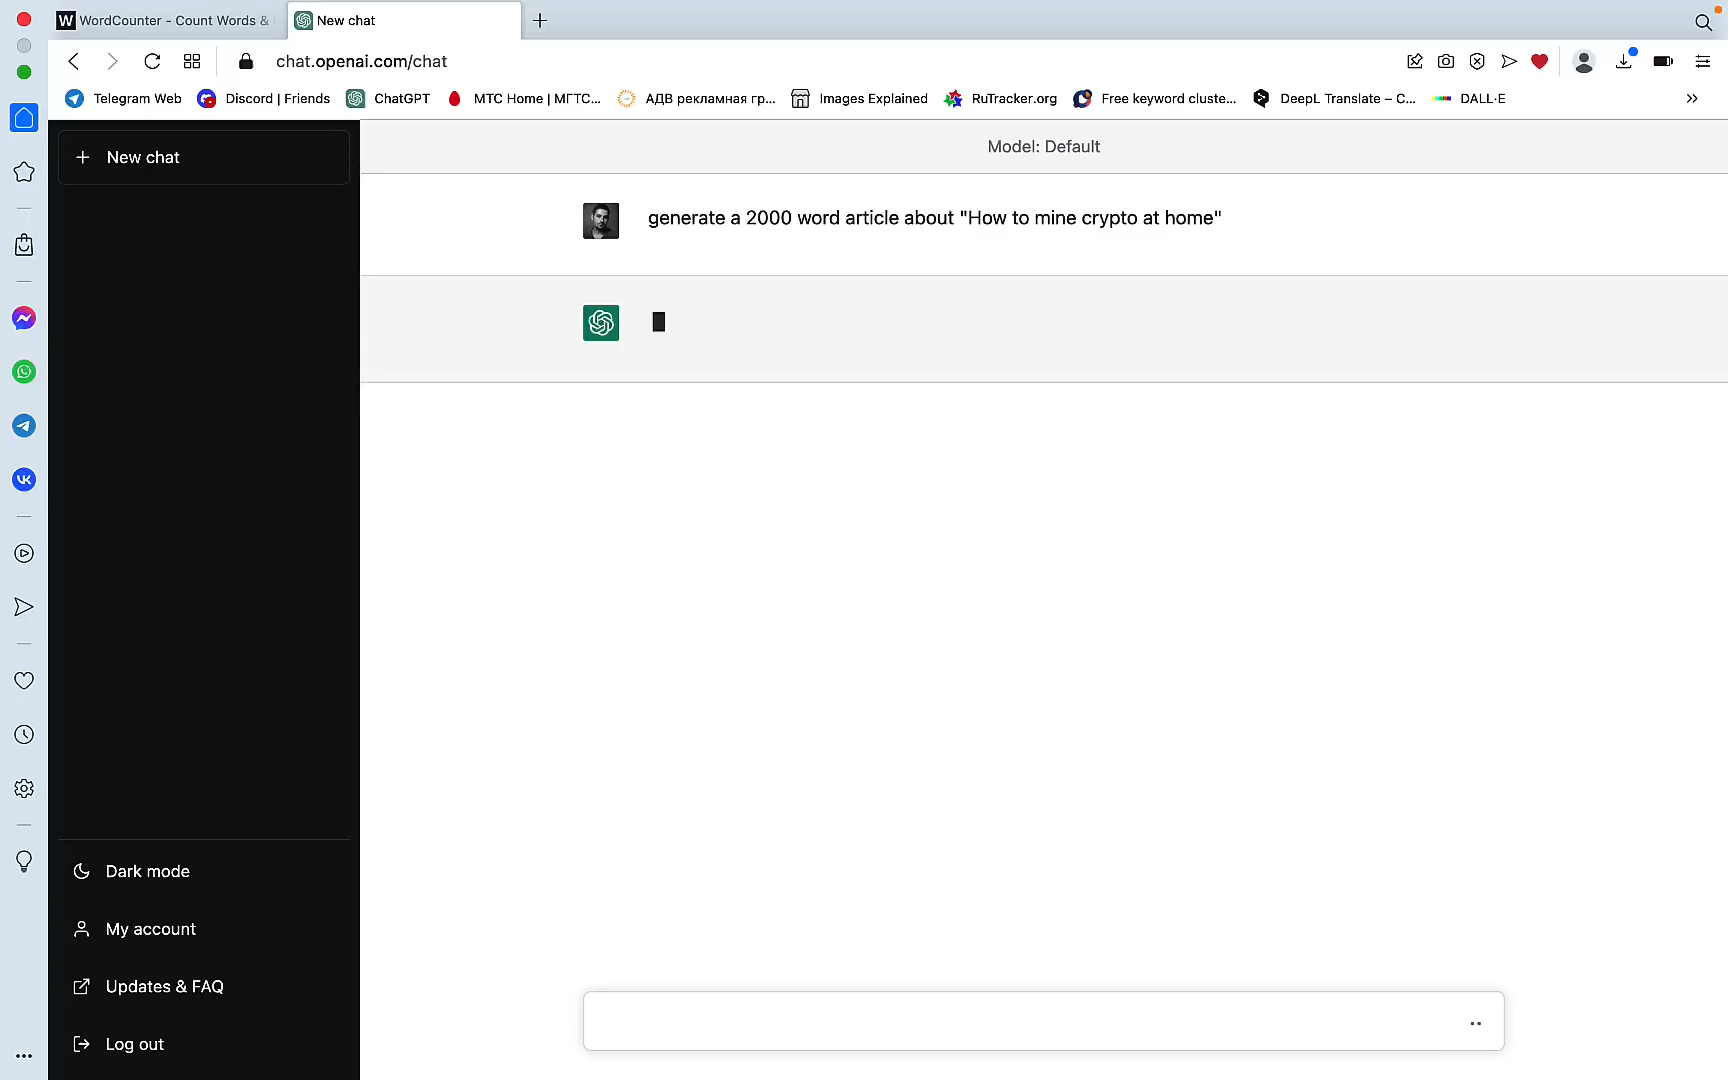 WordCounter - Count Words &
New chat
chat.openai.com/chat
Telegram Web
Discord | Friends
ChatGPT
МТС Home | МГТС...
АДВ рекламная гр...
Images Explained
RuTracker.org
Free keyword cluste...
DeepL Translate – C...
DALL·E
New chat
Model: Default
generate a 2000 word article about "How to mine crypto at home"
Dark mode
My account
Updates & FAQ
Log out